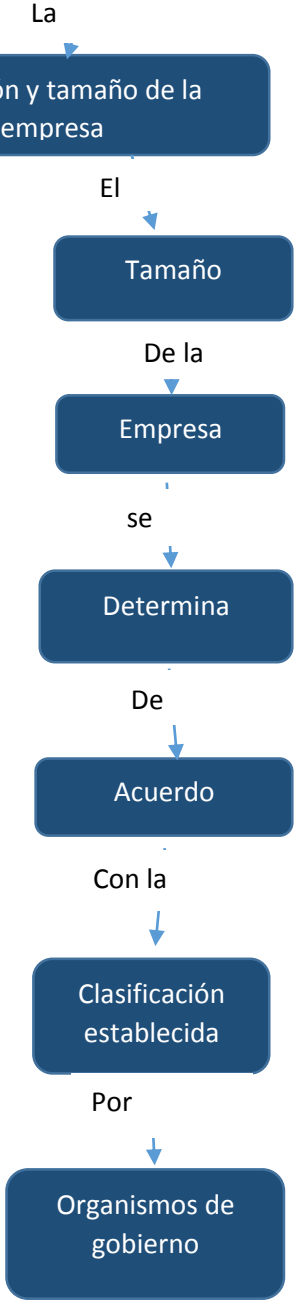 La
y tamaño de la
empresa
El
Tamaño
De la
Empresa
se
Determina
De
Acuerdo
Con la
Clasificación
establecida
Por
Organismos de
gobierno